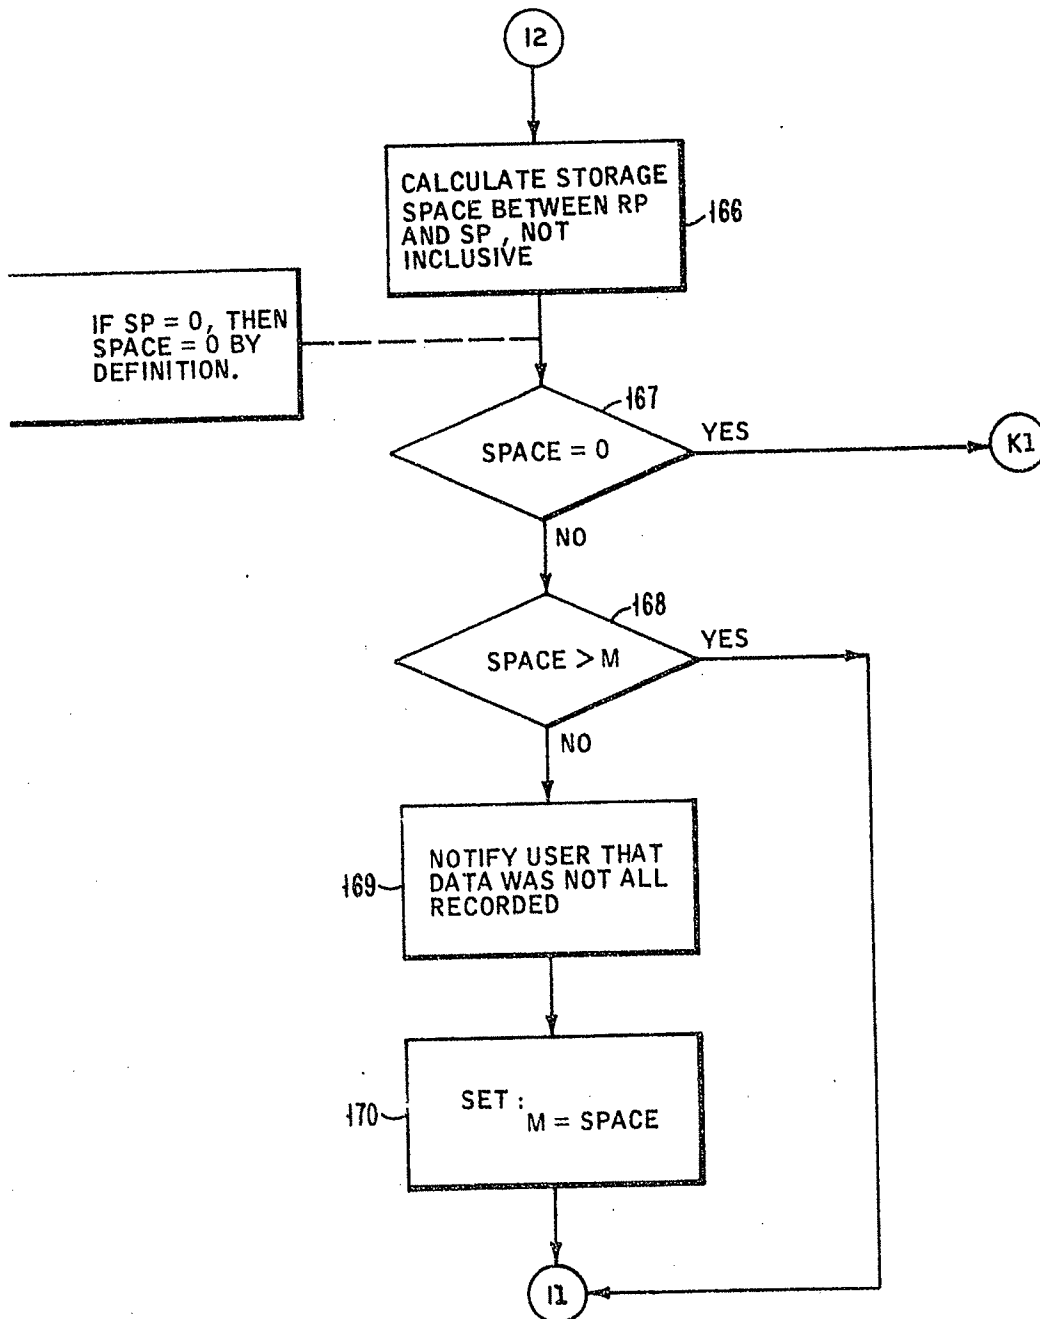 I2
CALCULATE STORAGE
SPACE BETWEEN RP
AND SP, NOT
INCLUSIVE
166
IF SP = 0, THEN
SPACE = 0 BY
DEFINITION.
167
SPACE = 0
YES
K1
NO
168
SPACE > M
YES
NO
NOTIFY USER THAT
DATA WAS NOT ALL
RECORDED
169
SET :
M = SPACE
170
I1